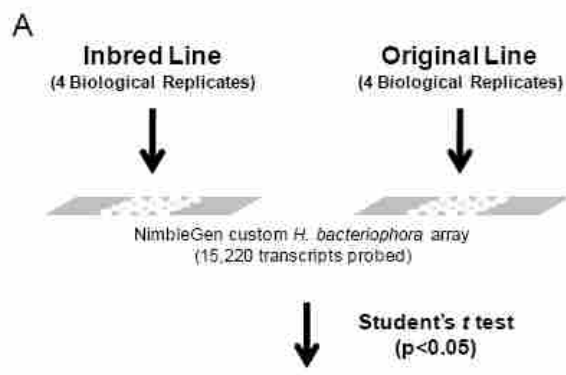 A
Inbred Line
(4 Biological Replicates)
Original Line
(4 Biological Replicates)
NimbleGen custom H. bacteriophora array
(15,220 transcripts probed)
Student's t test
(p<0.05)